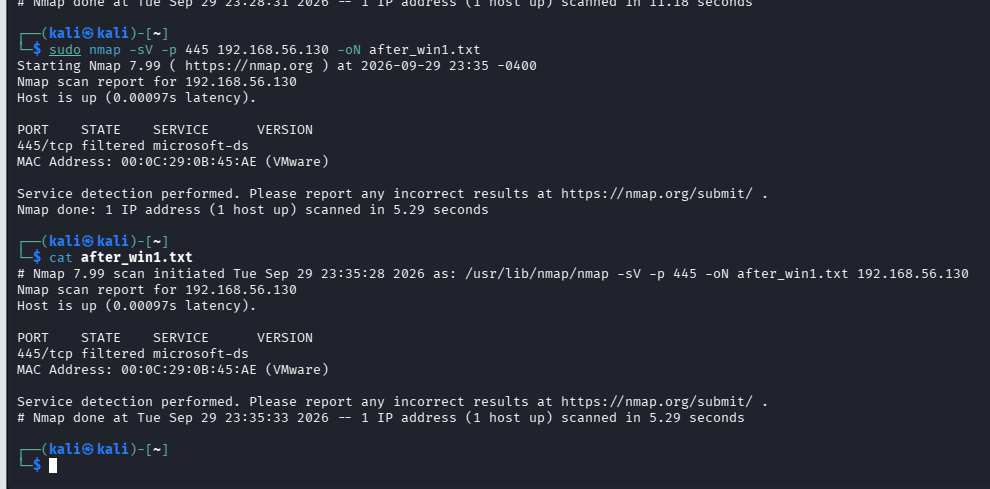 # Nmap done at Tue Sep 29 23:28:31 2026 -- 1 IP address (1 host up) scanned in 11.18 seconds
┌──(kali㉿kali)-[~]
└─$ sudo nmap -sV -p 445 192.168.56.130 -oN after_win1.txt
Starting Nmap 7.99 ( https://nmap.org ) at 2026-09-29 23:35 -0400
Nmap scan report for 192.168.56.130
Host is up (0.00097s latency).
PORT    STATE    SERVICE      VERSION
445/tcp filtered microsoft-ds
MAC Address: 00:0C:29:0B:45:AE (VMware)
Service detection performed. Please report any incorrect results at https://nmap.org/submit/ .
Nmap done: 1 IP address (1 host up) scanned in 5.29 seconds
┌──(kali㉿kali)-[~]
└─$ cat after_win1.txt
# Nmap 7.99 scan initiated Tue Sep 29 23:35:28 2026 as: /usr/lib/nmap/nmap -sV -p 445 -oN after_win1.txt 192.168.56.130
Nmap scan report for 192.168.56.130
Host is up (0.00097s latency).
PORT    STATE    SERVICE      VERSION
445/tcp filtered microsoft-ds
MAC Address: 00:0C:29:0B:45:AE (VMware)
Service detection performed. Please report any incorrect results at https://nmap.org/submit/ .
# Nmap done at Tue Sep 29 23:35:33 2026 -- 1 IP address (1 host up) scanned in 5.29 seconds
┌──(kali㉿kali)-[~]
└─$